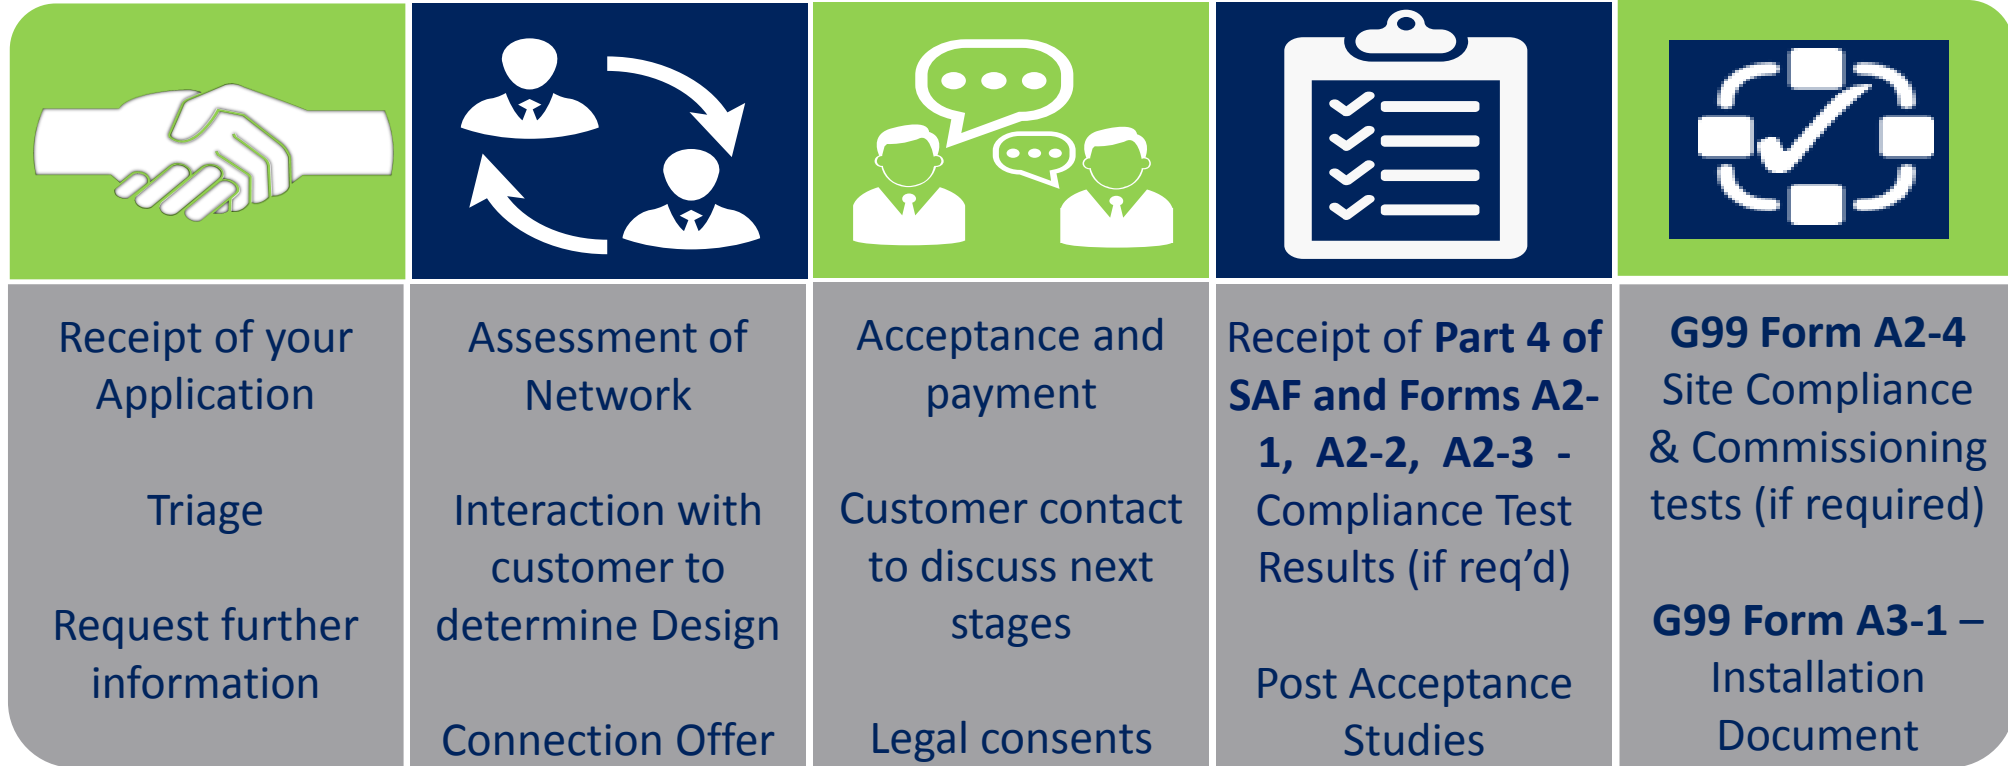 Receipt of your
Application
Triage
Request further
information
Assessment of
Network
Interaction with
customer to
determine Design
Connection Offer
Acceptance and
payment
Customer contact
to discuss next
stages
Legal consents
Receipt of Part 4 of
SAF and Forms A2-
1, A2-2, A2-3 -
Compliance Test
Results (if req’d)
Post Acceptance
Studies
G99 Form A2-4
Site Compliance
& Commissioning
tests (if required)
G99 Form A3-1 –
Installation
Document